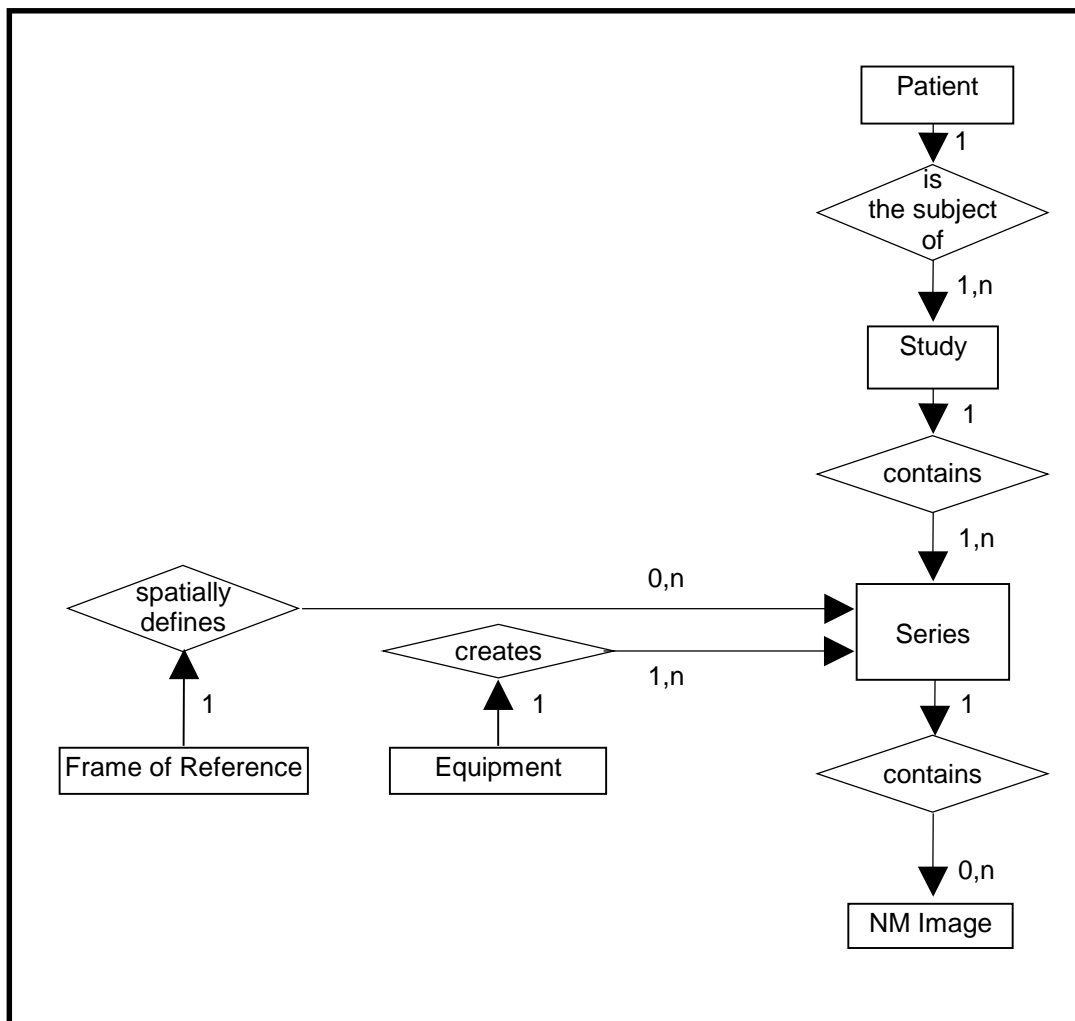 Patient
1
is
the subject
of
1,n
Study
1
contains
1,n
spatially
defines
0,n
Series
creates
1,n
1
1
1
Frame of Reference
Equipment
contains
0,n
NM Image